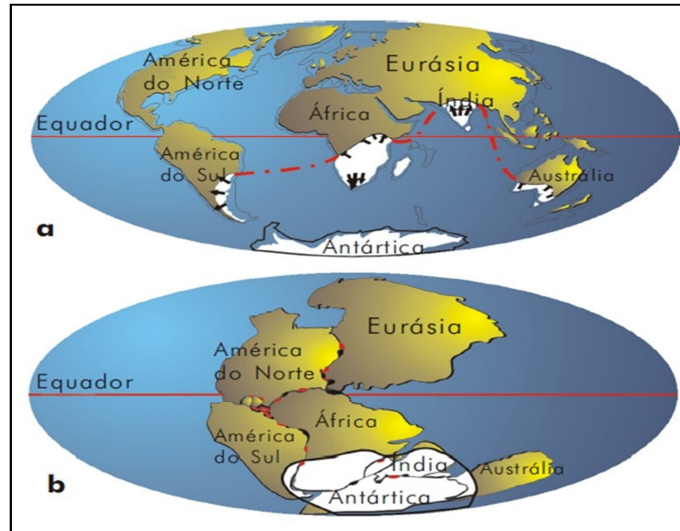 América
do Norte
Eurásia
Índia
África
Equador
América
do Sul
Austrália
a
Antártica
Eurásia
América
do Norte
Equador
África
América
do Sul
Índia
Austrália
b
Antártica